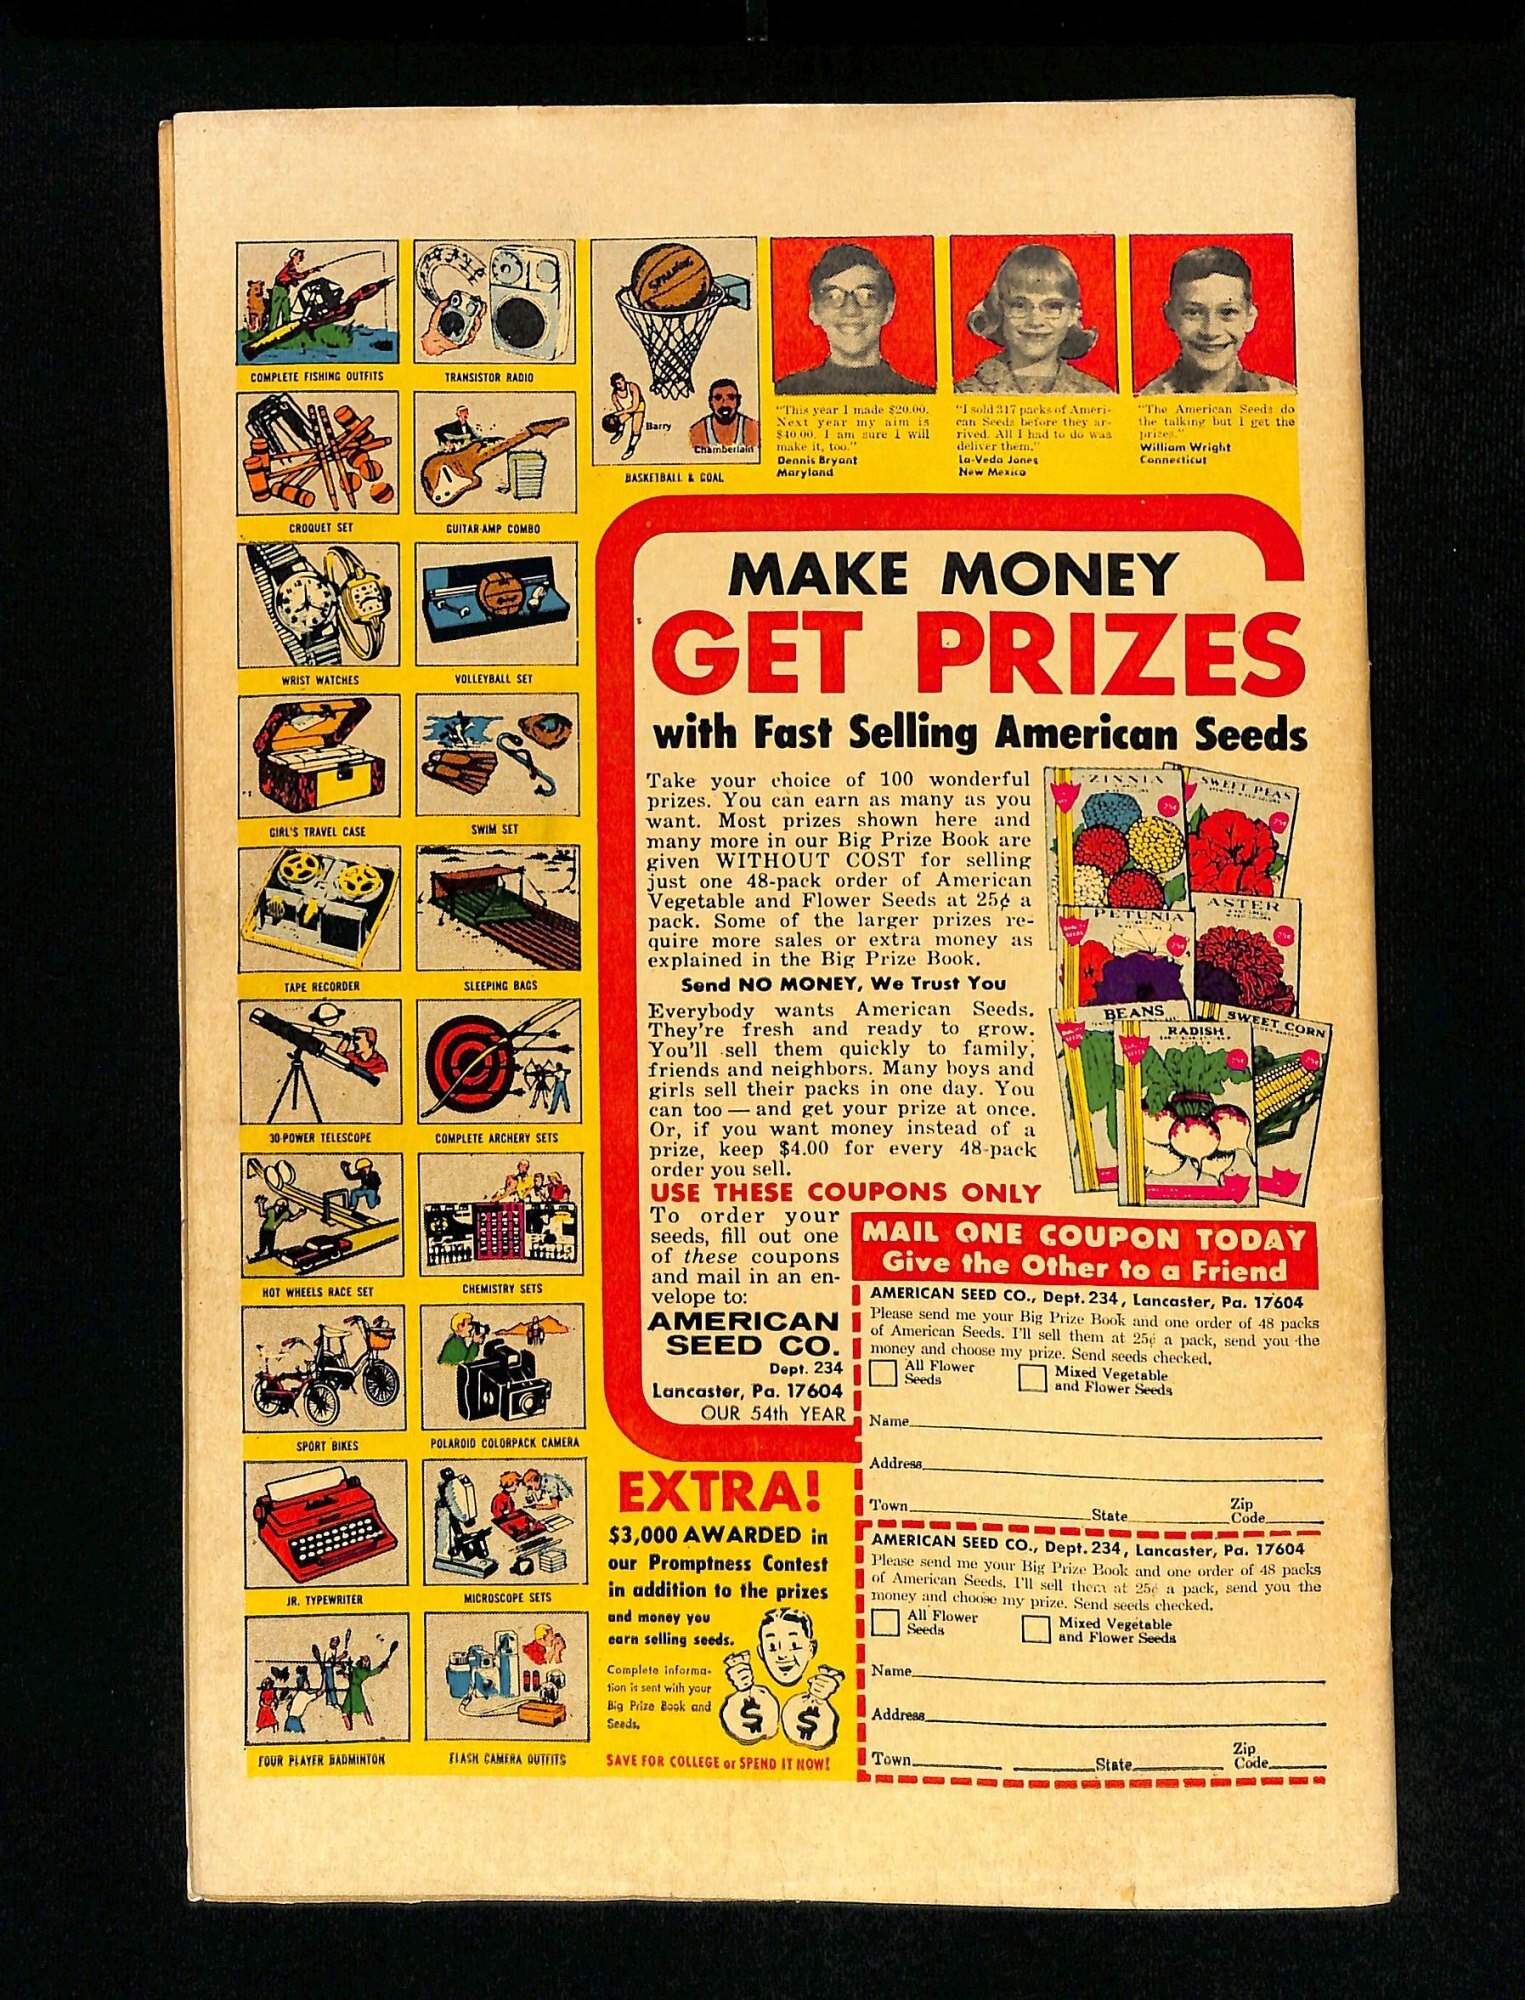 COMPLETE FISHING OUTFITS
TRANSISTOR RADIO
SPALDING
Barry
Chamberlain
BASKETBALL & GOAL
CROQUET SET
GUITAR-AMP COMBO
WRIST WATCHES
VOLLEYBALL SET
GIRL'S TRAVEL CASE
SWIM SET
TAPE RECORDER
SLEEPING BAGS
30-POWER TELESCOPE
COMPLETE ARCHERY SETS
HOT WHEELS RACE SET
CHEMISTRY SETS
SPORT BIKES
POLAROID COLORPACK CAMERA
JR. TYPEWRITER
MICROSCOPE SETS
FOUR PLAYER BADMINTON
FLASH CAMERA OUTFITS
"This year I made $20.00.
Next year my aim is
$40.00. I am sure I will
make it, too."
Dennis Bryant
Maryland
"I sold 317 packs of Ameri-
can Seeds before they ar-
rived. All I had to do was
deliver them."
La-Veda Jones
New Mexico
"The American Seeds do
the talking but I get the
prizes."
William Wright
Connecticut
MAKE MONEY
GET PRIZES
with Fast Selling American Seeds
Take your choice of 100 wonderful
prizes. You can earn as many as you
want. Most prizes shown here and
many more in our Big Prize Book are
given WITHOUT COST for selling
just one 48-pack order of American
Vegetable and Flower Seeds at 25¢ a
pack. Some of the larger prizes re-
quire more sales or extra money as
explained in the Big Prize Book.
Send NO MONEY, We Trust You
Everybody wants American Seeds.
They're fresh and ready to grow.
You'll sell them quickly to family,
friends and neighbors. Many boys and
girls sell their packs in one day. You
can too — and get your prize at once.
Or, if you want money instead of a
prize, keep $4.00 for every 48-pack
order you sell.
USE THESE COUPONS ONLY
To order your
seeds, fill out one
of these coupons
and mail in an en-
velope to:
AMERICAN
SEED CO.
Dept. 234
Lancaster, Pa. 17604
OUR 54th YEAR
ZINNIA
SWEET PEAS
PETUNIA
ASTER
BEANS
RADISH
SWEET CORN
MAIL ONE COUPON TODAY
Give the Other to a Friend
AMERICAN SEED CO., Dept. 234, Lancaster, Pa. 17604
Please send me your Big Prize Book and one order of 48 packs
of American Seeds. I'll sell them at 25¢ a pack, send you the
money and choose my prize. Send seeds checked.
All Flower
Seeds
Mixed Vegetable
and Flower Seeds
Name
Address
Town State Zip
Code
AMERICAN SEED CO., Dept. 234, Lancaster, Pa. 17604
Please send me your Big Prize Book and one order of 48 packs
of American Seeds. I'll sell them at 25¢ a pack, send you the
money and choose my prize. Send seeds checked.
All Flower
Seeds
Mixed Vegetable
and Flower Seeds
Name
Address
Town State Zip
Code
EXTRA!
$3,000 AWARDED in
our Promptness Contest
in addition to the prizes
and money you
earn selling seeds.
Complete informa-
tion is sent with your
Big Prize Book and
Seeds.
$ $
SAVE FOR COLLEGE or SPEND IT NOW!